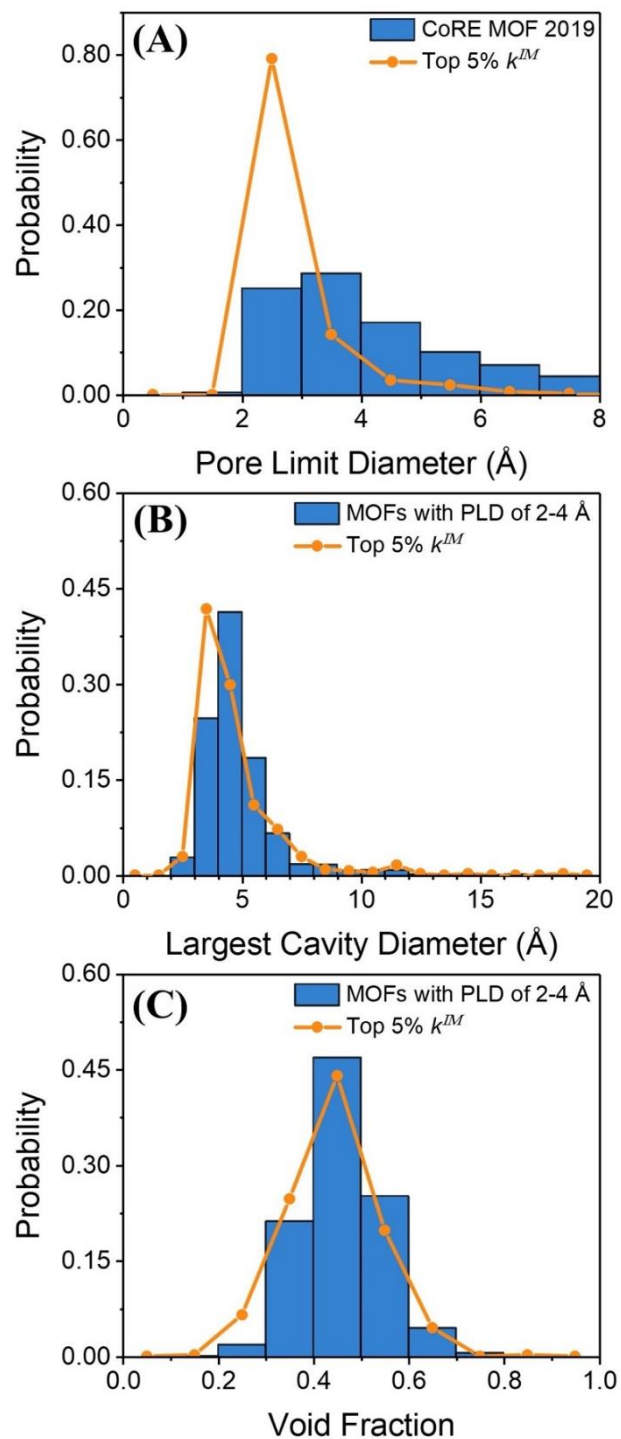 (A)
CoRE MOF 2019
Top 5% k^IM
Probability
0.80
0.60
0.40
0.20
0.00
0 2 4 6 8
Pore Limit Diameter (Å)
(B)
MOFs with PLD of 2-4 Å
Top 5% k^IM
Probability
0.60
0.45
0.30
0.15
0.00
0 5 10 15 20
Largest Cavity Diameter (Å)
(C)
MOFs with PLD of 2-4 Å
Top 5% k^IM
Probability
0.60
0.45
0.30
0.15
0.00
0.0 0.2 0.4 0.6 0.8 1.0
Void Fraction